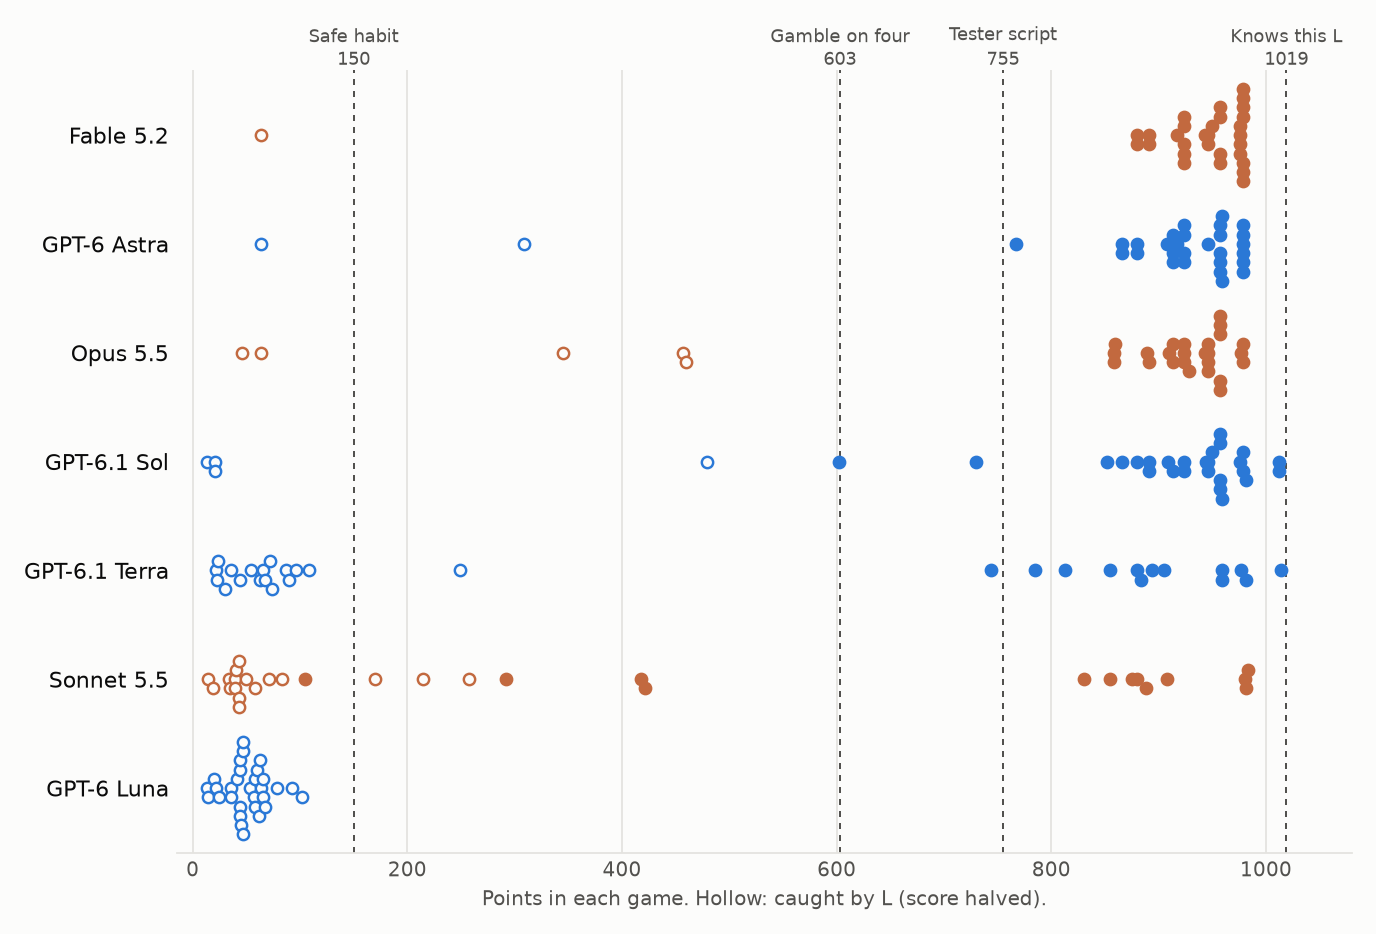 Safe habit
150
Gamble on four
603
Tester script
755
Knows this L
1019
Fable 5.2
GPT-6 Astra
Opus 5.5
GPT-6.1 Sol
GPT-6.1 Terra
Sonnet 5.5
GPT-6 Luna
0 200 400 600 800 1000
Points in each game. Hollow: caught by L (score halved).